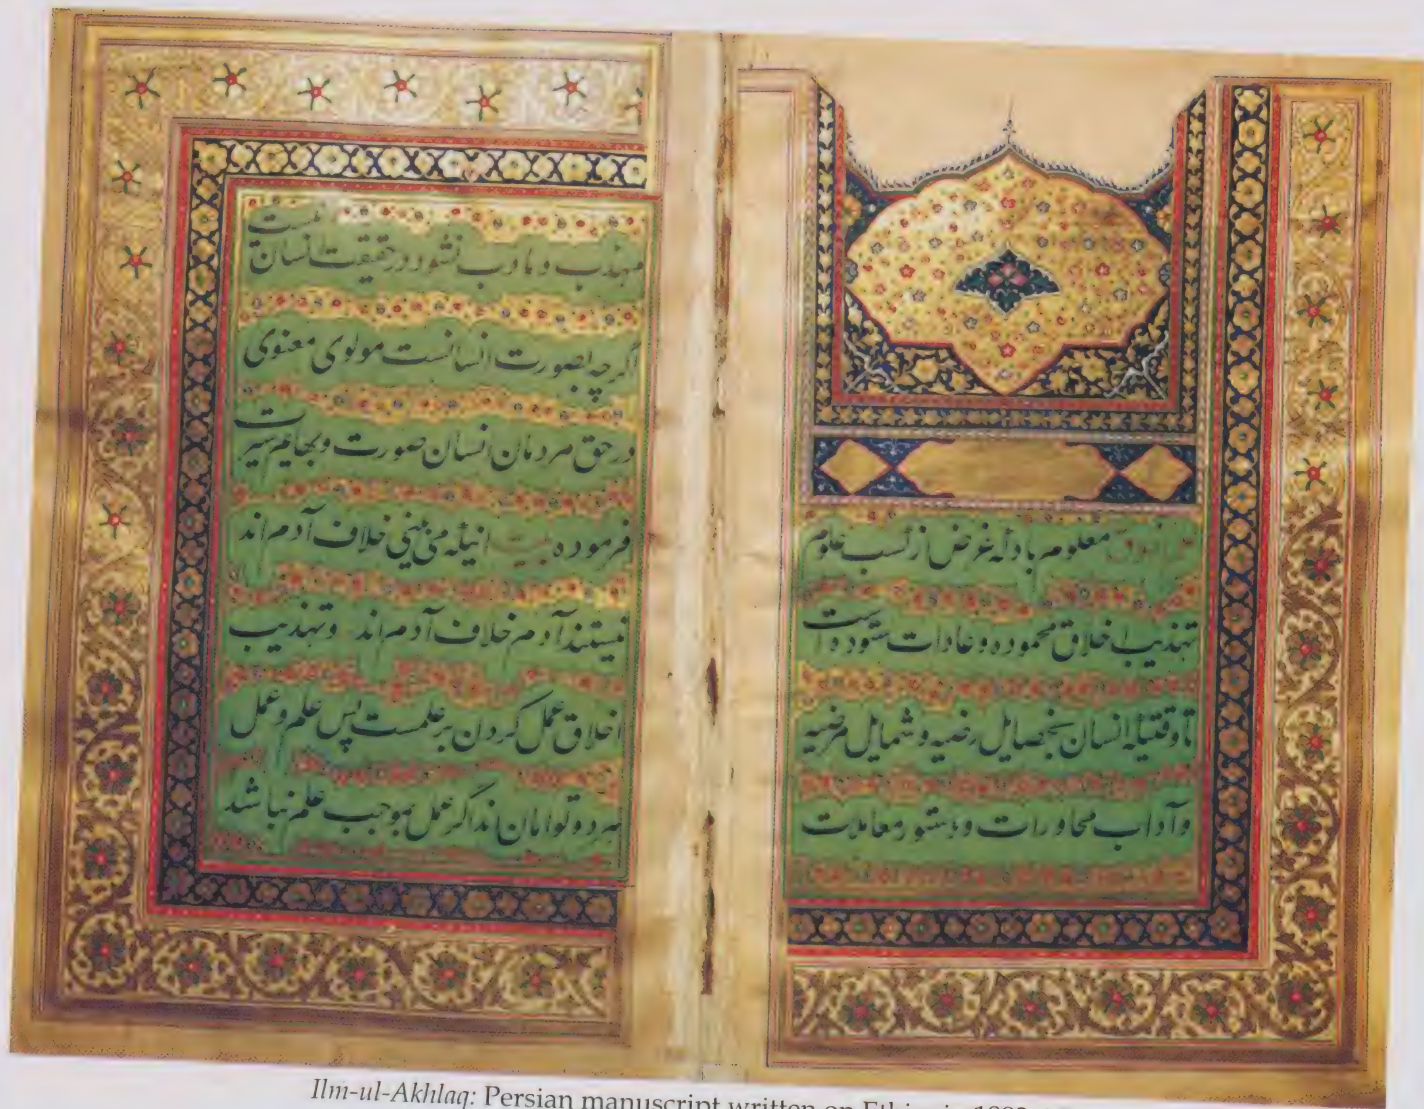 معلوم باد که غرض از کسب علوم
تهذیب اخلاق محموده و عادات ستوده است
تا وقتیکه انسان بخصایل رضیه و شمایل مرضیه
و آداب محاورات و دستور معاملات
مهذب و مادب نشود در حقیقت انسان نیست
اگرچه بصورت انسانست مولوی معنوی
در حق مردمان انسان صورت و بهایم سیرت
فرموده بیت اینکه می بینی خلاف آدم اند
نیستند آدم خلاف آدم اند و تهذیب
اخلاق عمل کردن بر علمست پس علم و عمل
هر دو توامان اند اگر عمل بموجب علم نباشد
Ilm-ul-Akhlaq: Persian manuscript written on